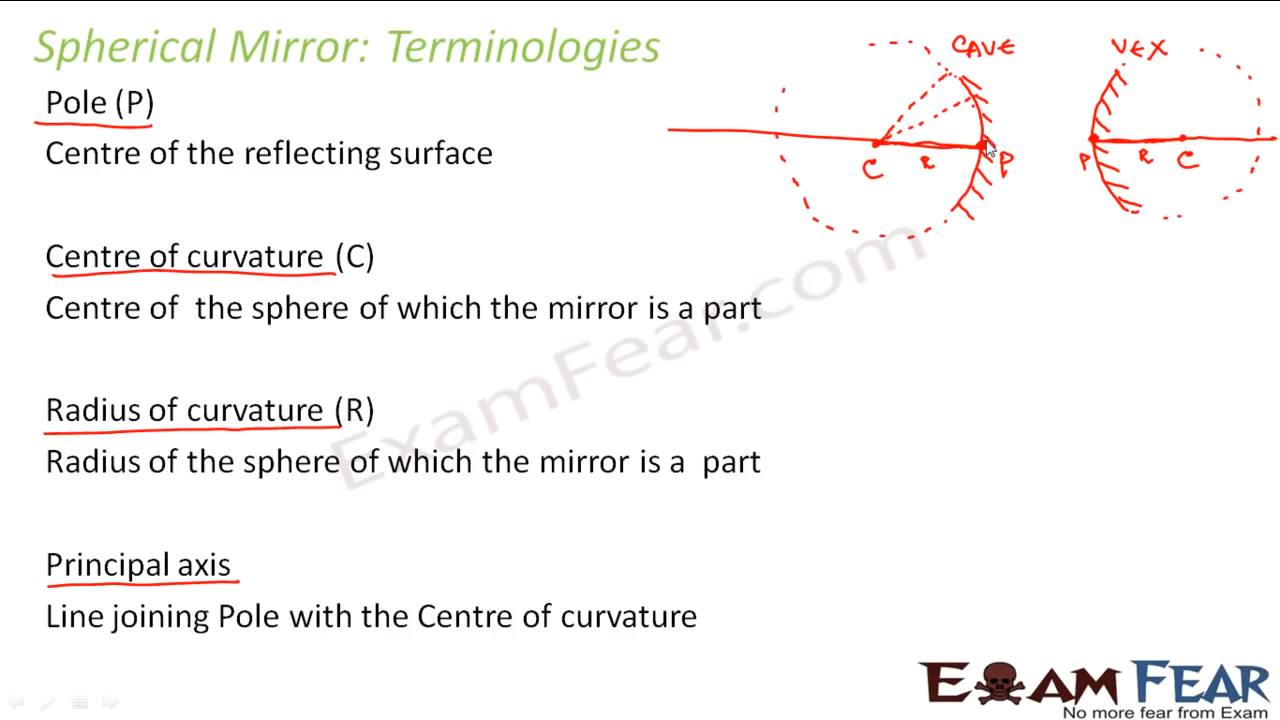 Spherical Mirror: Terminologies
CAVE
VEX
Pole (P)
Centre of the reflecting surface
C
R
P
P
R
C
Centre of curvature (C)
Centre of the sphere of which the mirror is a part
Radius of curvature (R)
Radius of the sphere of which the mirror is a part
Principal axis
Line joining Pole with the Centre of curvature
ExamFear.com
EXAM FEAR
No more fear from Exam